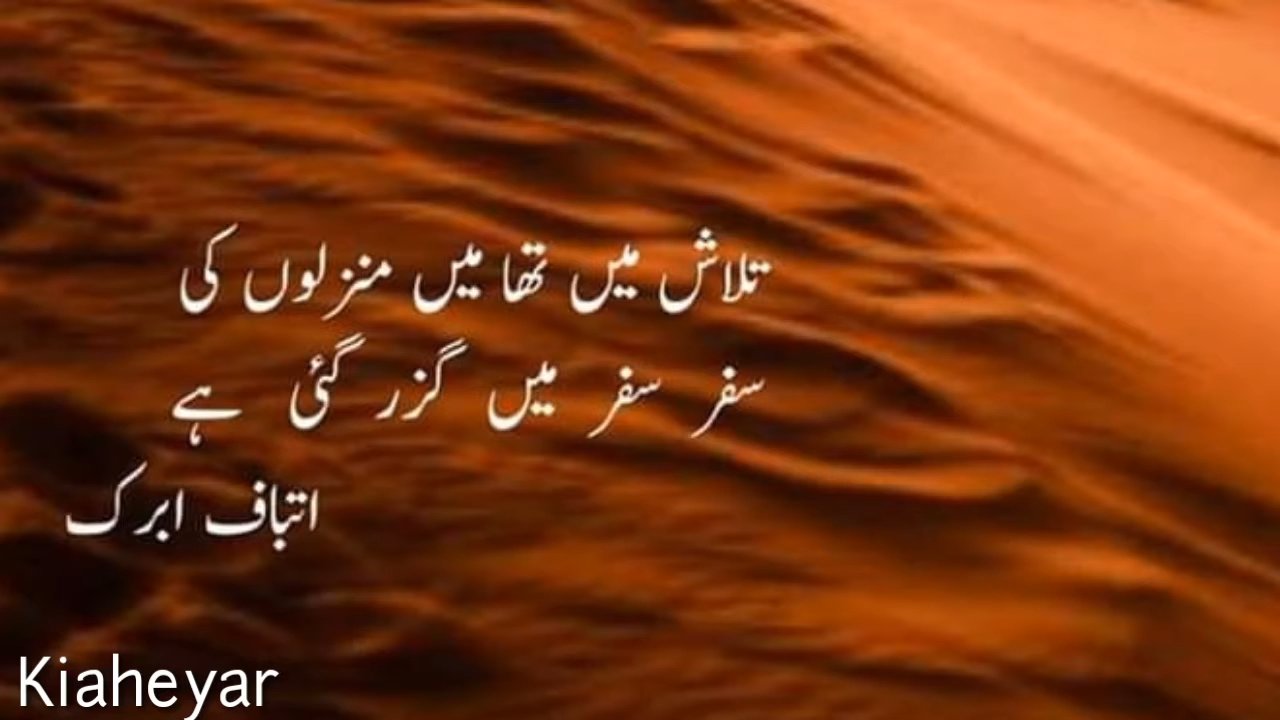 تلاش میں تھا میں منزلوں کی
سفر سفر میں گزر گئی ہے
اتباف ابرک
Kiaheyar